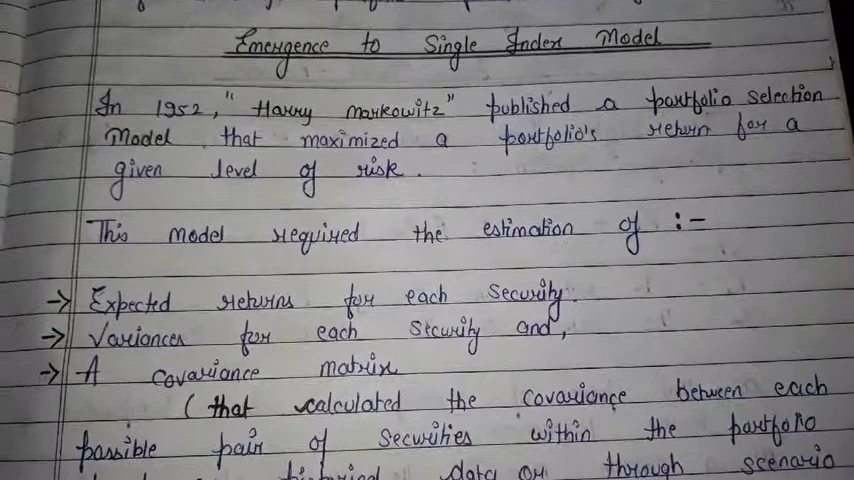 Emergence to Single Index Model
In 1952, "Harry Markowitz" published a portfolio selection
Model that maximized a portfolio's return for a
given level of risk.
This model required the estimation of :-
→ Expected returns for each security.
→ Variances for each security and,
→ A covariance matrix
(that calculated the covariance between each
possible pair of securities within the portfolio
historical data or through scenario